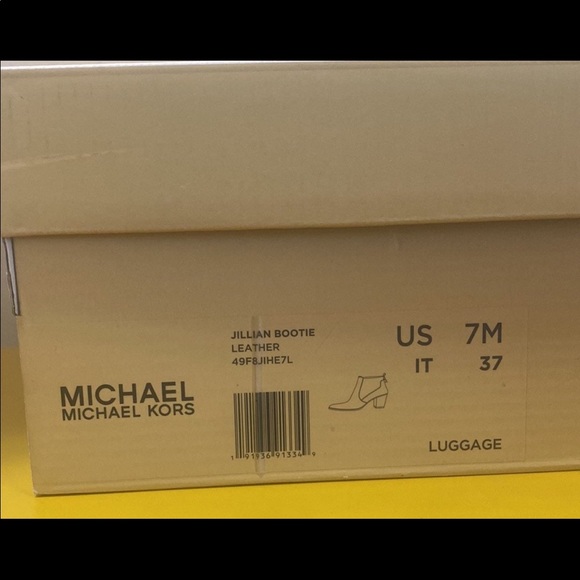 JILLIAN BOOTIE
LEATHER
49F8JIHE7L
US 7M
IT 37
MICHAEL
MICHAEL KORS
LUGGAGE